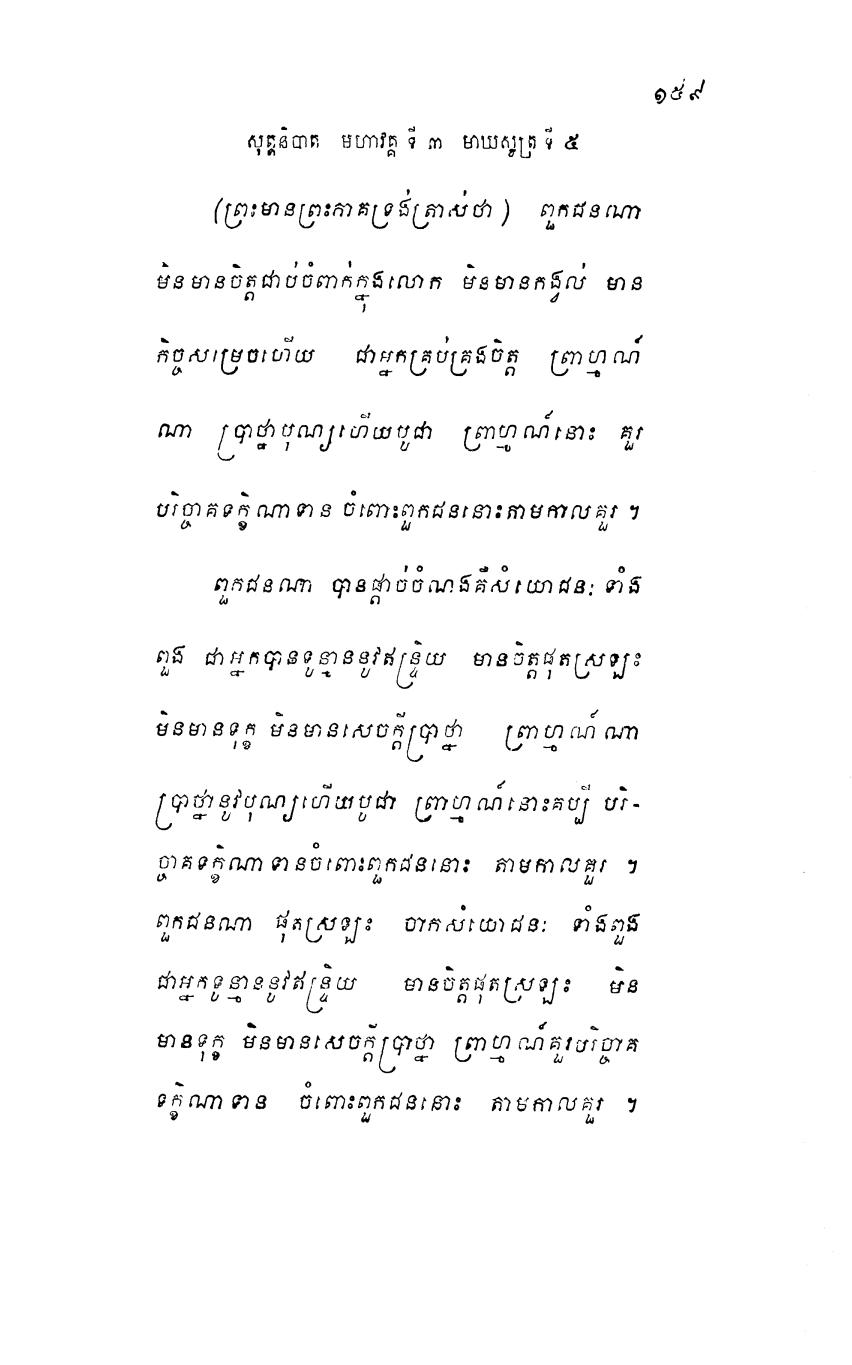 ១៥៩
សុត្តនិបាត មហាវគ្គ ទី ៣ មាឃសូត្រ ទី ៥
(ព្រះមានព្រះភាគទ្រង់ត្រាស់ថា) ពួកជនណា
មិនមានចិត្តជាប់ចំពាក់ក្នុងលោក មិនមានកង្វល់ មាន
កិច្ចសម្រេចហើយ ជាអ្នកគ្រប់គ្រងចិត្ត ព្រាហ្មណ៍
ណា ប្រាថ្នាបុណ្យហើយបូជា ព្រាហ្មណ៍នោះ គួរ
បរិច្ចាគទក្ខិណាទាន ចំពោះពួកជននោះតាមកាលគួរ ។
ពួកជនណា បានផ្តាច់ចំណងគឺសំយោជនៈ ទាំង
ពួង ជាអ្នកបានទូន្មាននូវឥន្ទ្រិយ មានចិត្តផុតស្រឡះ
មិនមានទុក្ខ មិនមានសេចក្តីប្រាថ្នា ព្រាហ្មណ៍ណា
ប្រាថ្នានូវបុណ្យហើយបូជា ព្រាហ្មណ៍នោះគប្បី បរិ-
ច្ចាគទក្ខិណាទានចំពោះពួកជននោះ តាមកាលគួរ ។
ពួកជនណា ផុតស្រឡះ ចាកសំយោជនៈ ទាំងពួង
ជាអ្នកទូន្មាននូវឥន្ទ្រិយ មានចិត្តផុតស្រឡះ មិន
មានទុក្ខ មិនមានសេចក្តីប្រាថ្នា ព្រាហ្មណ៍គួរបរិច្ចាគ
ទក្ខិណាទាន ចំពោះពួកជននោះ តាមកាលគួរ ។